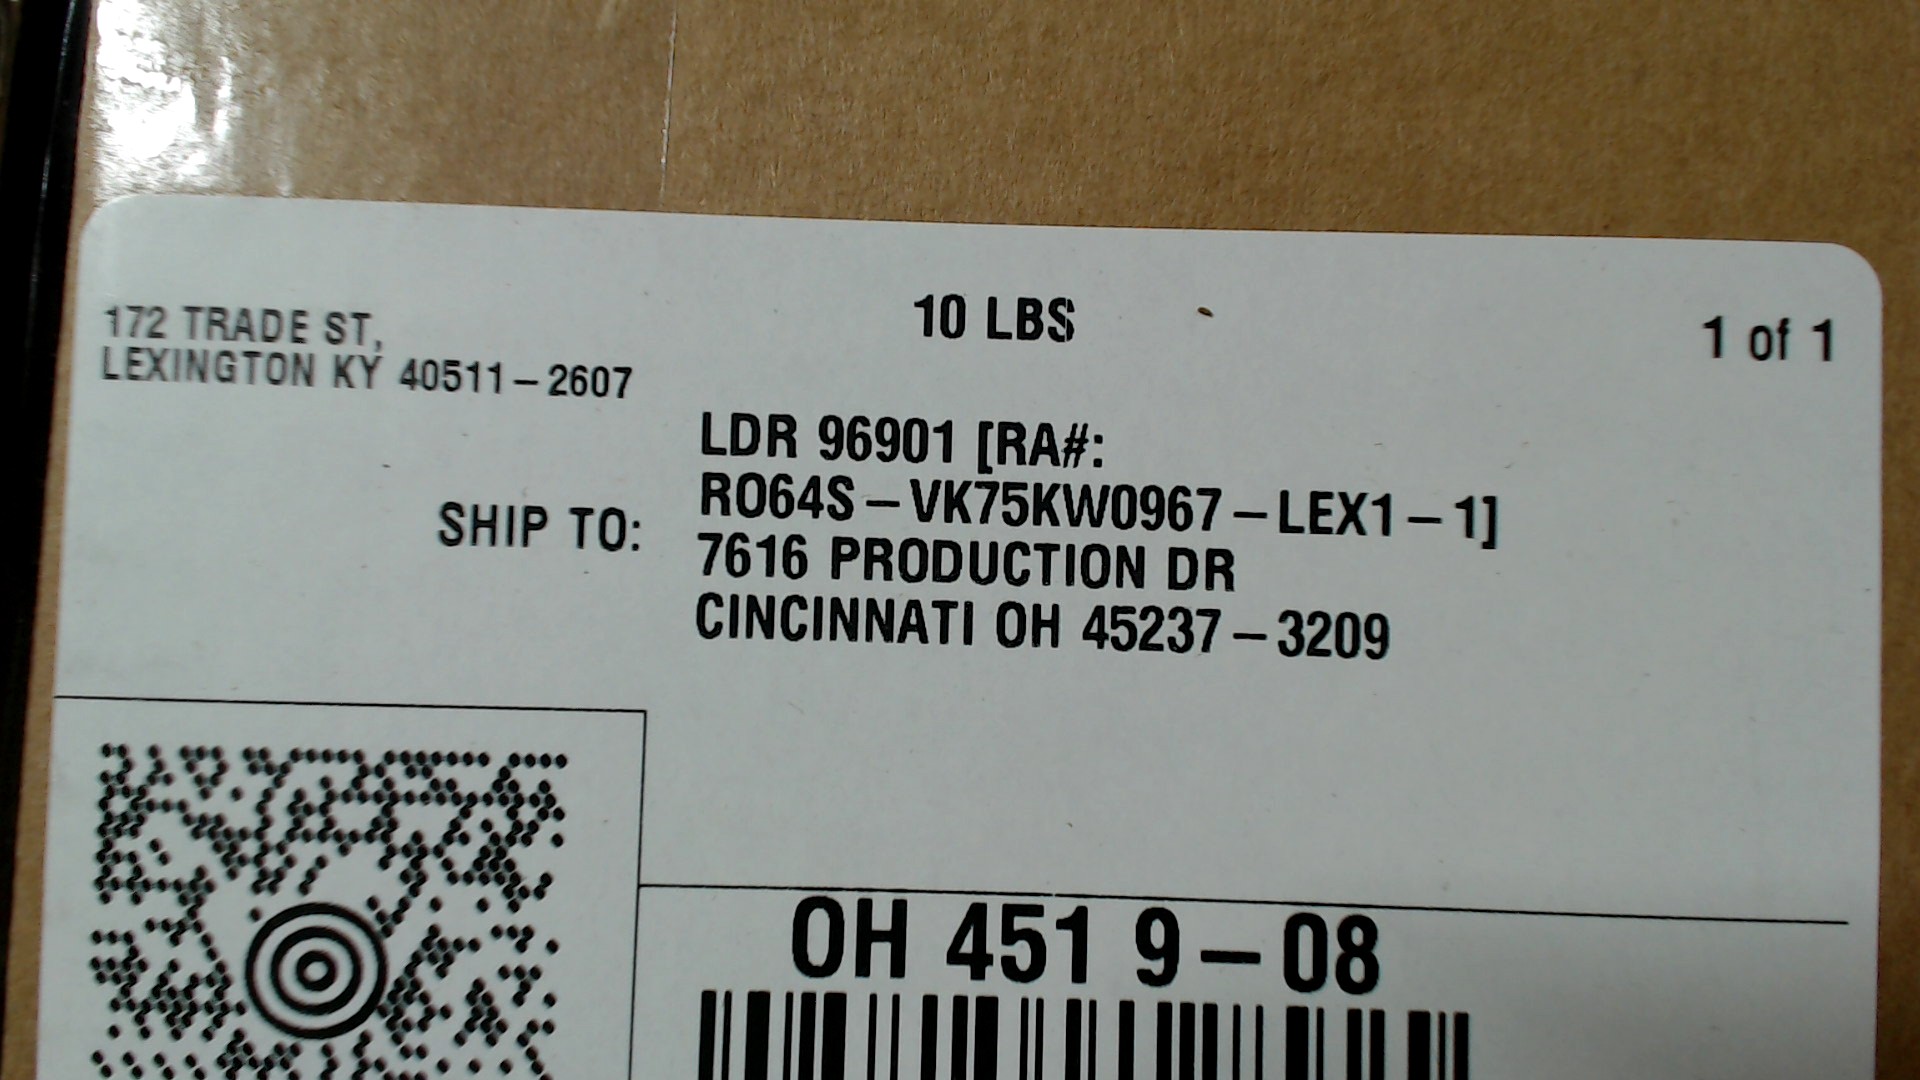 172 TRADE ST,
LEXINGTON KY 40511-2607
10 LBS
1 of 1
SHIP TO:
LDR 96901 [RA#:
RO64S-VK75KW0967-LEX1-1]
7616 PRODUCTION DR
CINCINNATI OH 45237-3209
OH 451 9-08